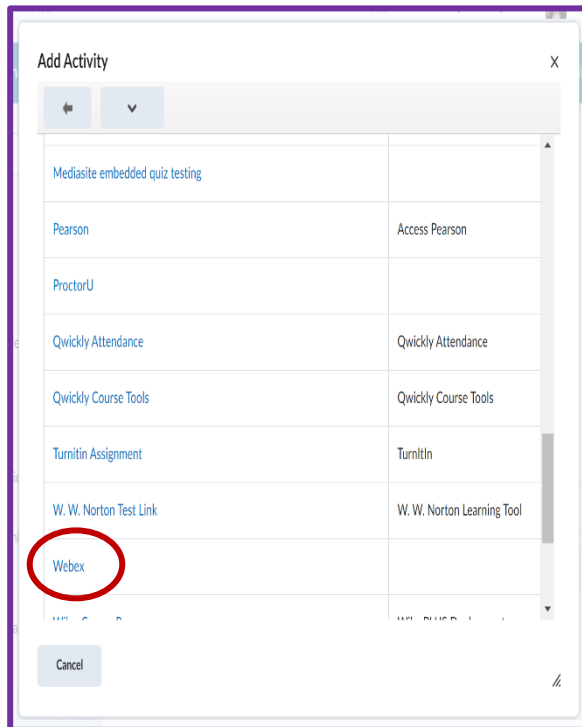 Add Activity
X
Mediasite embedded quiz testing
Pearson Access Pearson
ProctorU
Qwickly Attendance Qwickly Attendance
Qwickly Course Tools Qwickly Course Tools
Turnitin Assignment TurnItIn
W. W. Norton Test Link W. W. Norton Learning Tool
Webex
Cancel